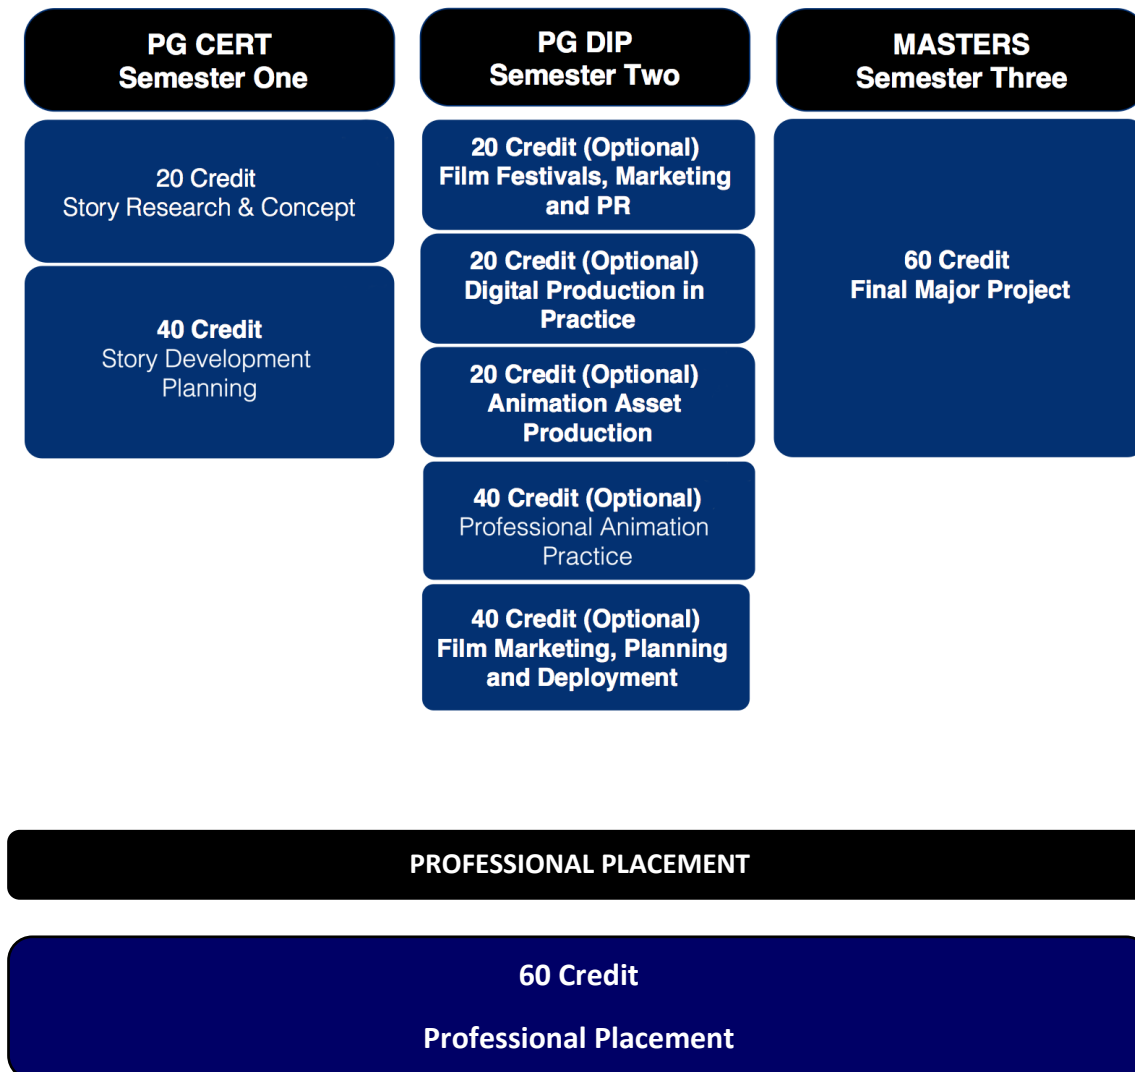 PG CERT
Semester One
20 Credit
Story Research & Concept
40 Credit
Story Development
Planning
PG DIP
Semester Two
20 Credit (Optional)
Film Festivals, Marketing
and PR
20 Credit (Optional)
Digital Production in
Practice
20 Credit (Optional)
Animation Asset
Production
40 Credit (Optional)
Professional Animation
Practice
40 Credit (Optional)
Film Marketing, Planning
and Deployment
MASTERS
Semester Three
60 Credit
Final Major Project
PROFESSIONAL PLACEMENT
60 Credit
Professional Placement